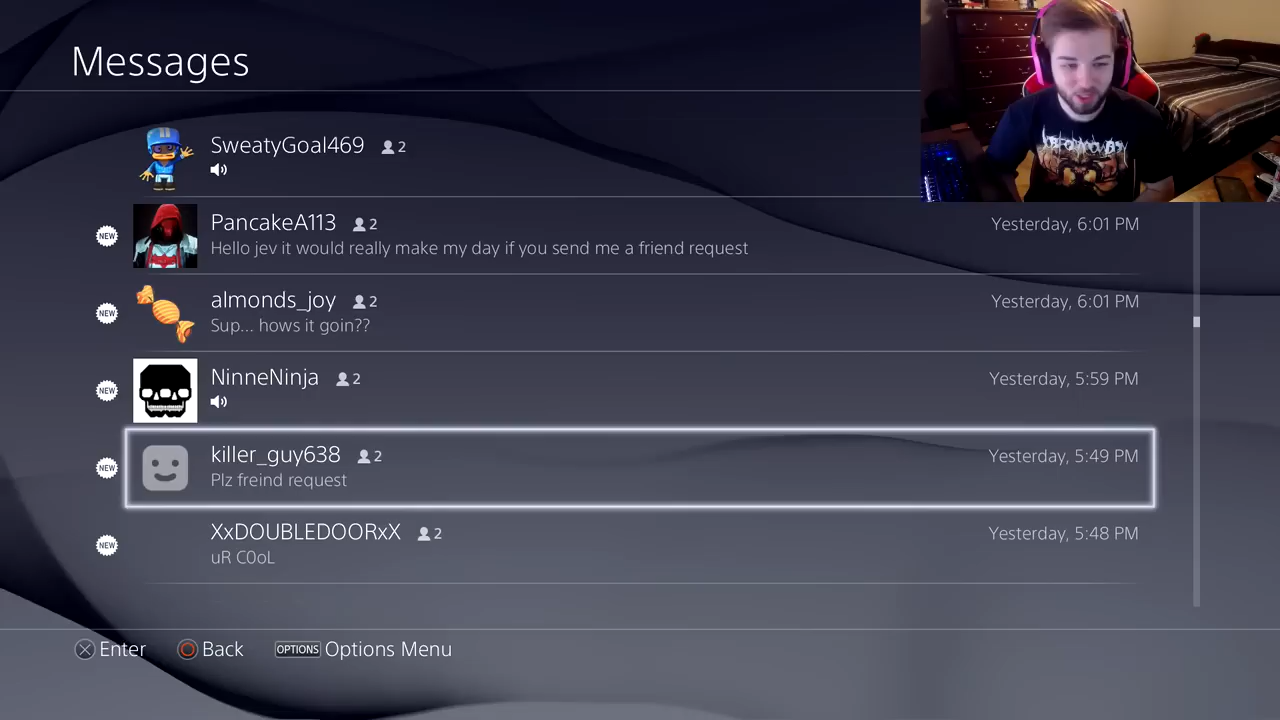 Messages
SweatyGoal469 2
NEW
PancakeA113 2
Yesterday, 6:01 PM
Hello jev it would really make my day if you send me a friend request
NEW
almonds_joy 2
Yesterday, 6:01 PM
Sup... hows it goin??
NEW
NinneNinja 2
Yesterday, 5:59 PM
NEW
killer_guy638 2
Yesterday, 5:49 PM
Plz freind request
NEW
XxDOUBLEDOORxX 2
Yesterday, 5:48 PM
uR C0oL
Enter
Back
OPTIONS Options Menu